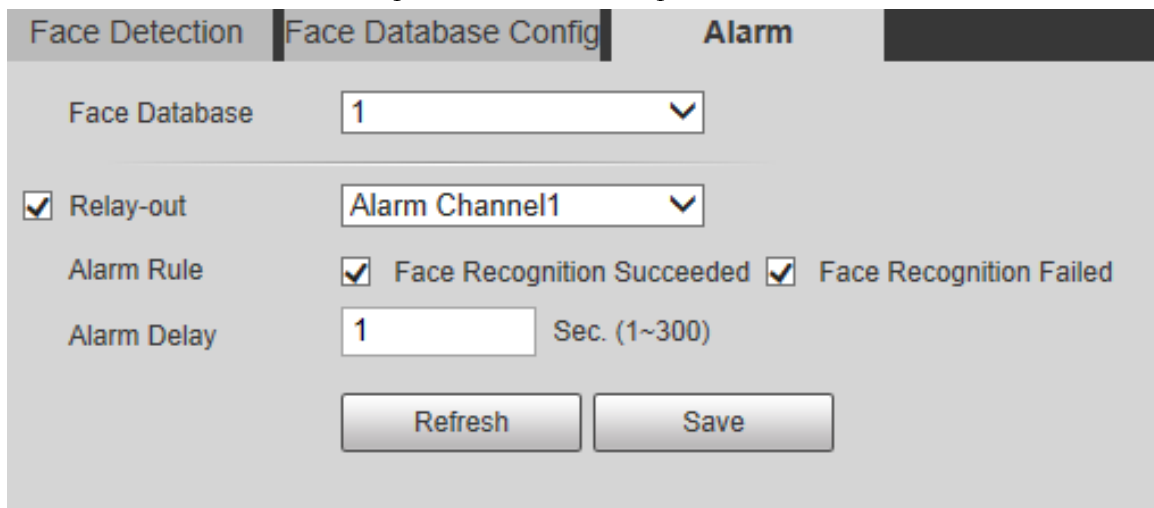 Face Detection Face Database Config Alarm
Face Database 1
Relay-out Alarm Channel1
Alarm Rule Face Recognition Succeeded Face Recognition Failed
Alarm Delay 1 Sec. (1~300)
Refresh Save